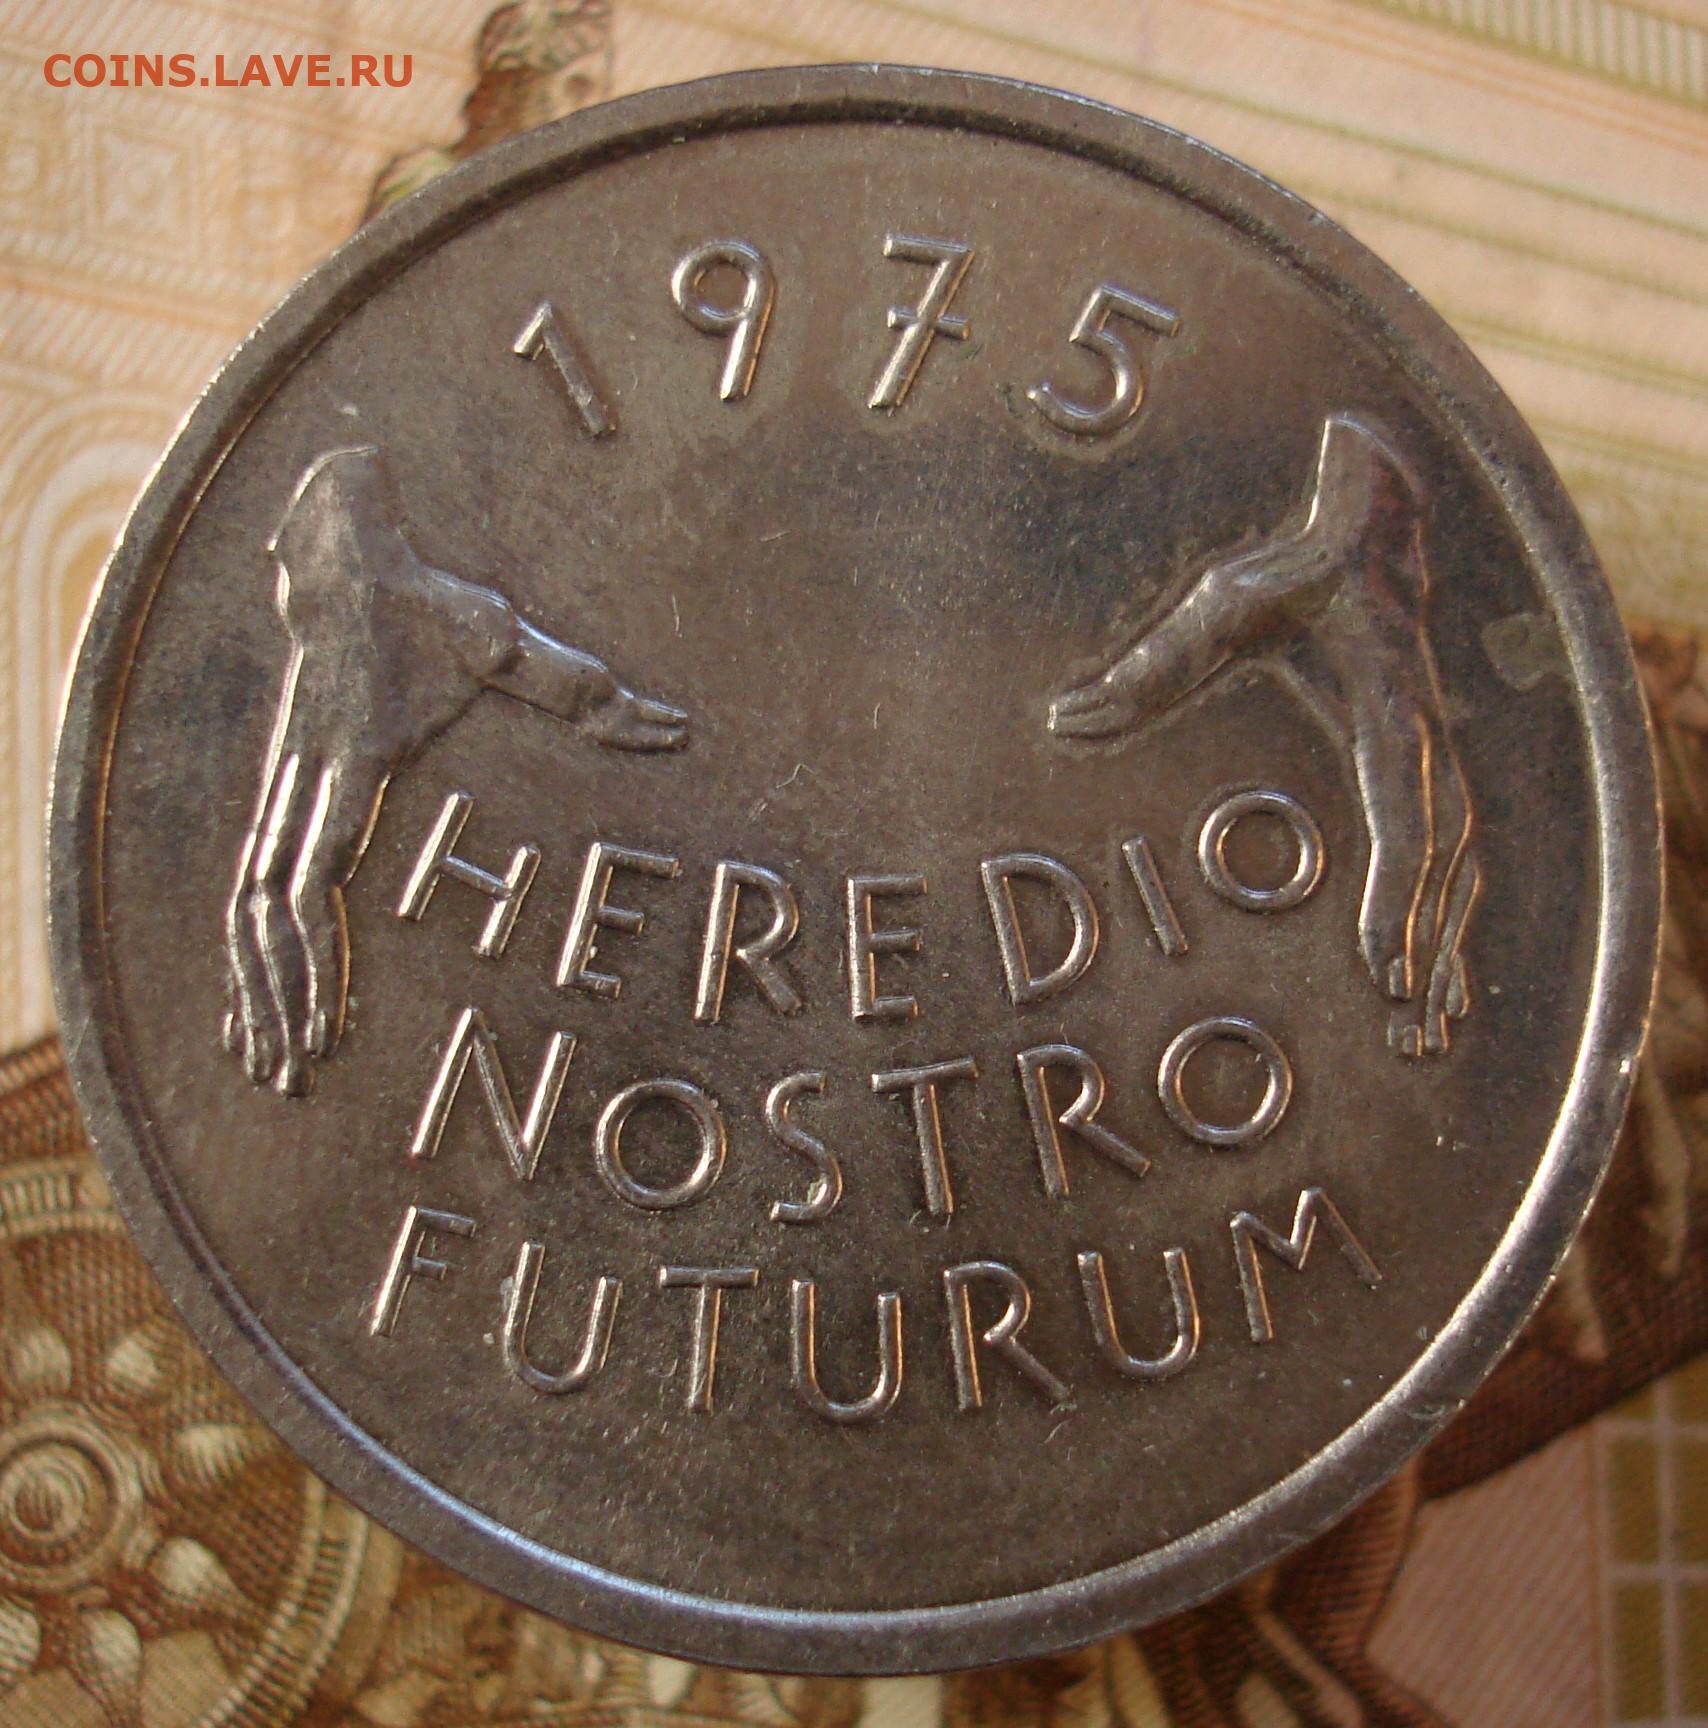 COINS.LAVE.RU
1975
HEREDIO
NOSTRO
FUTURUM